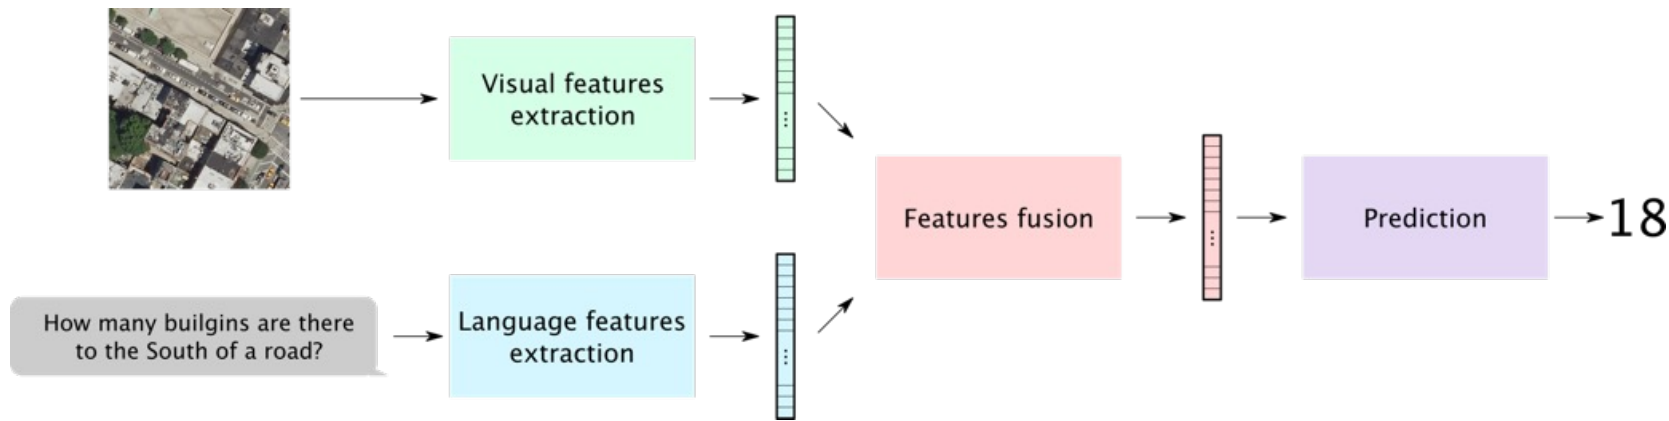 Visual features
extraction
How many builgins are there
to the South of a road?
Language features
extraction
Features fusion
Prediction
18